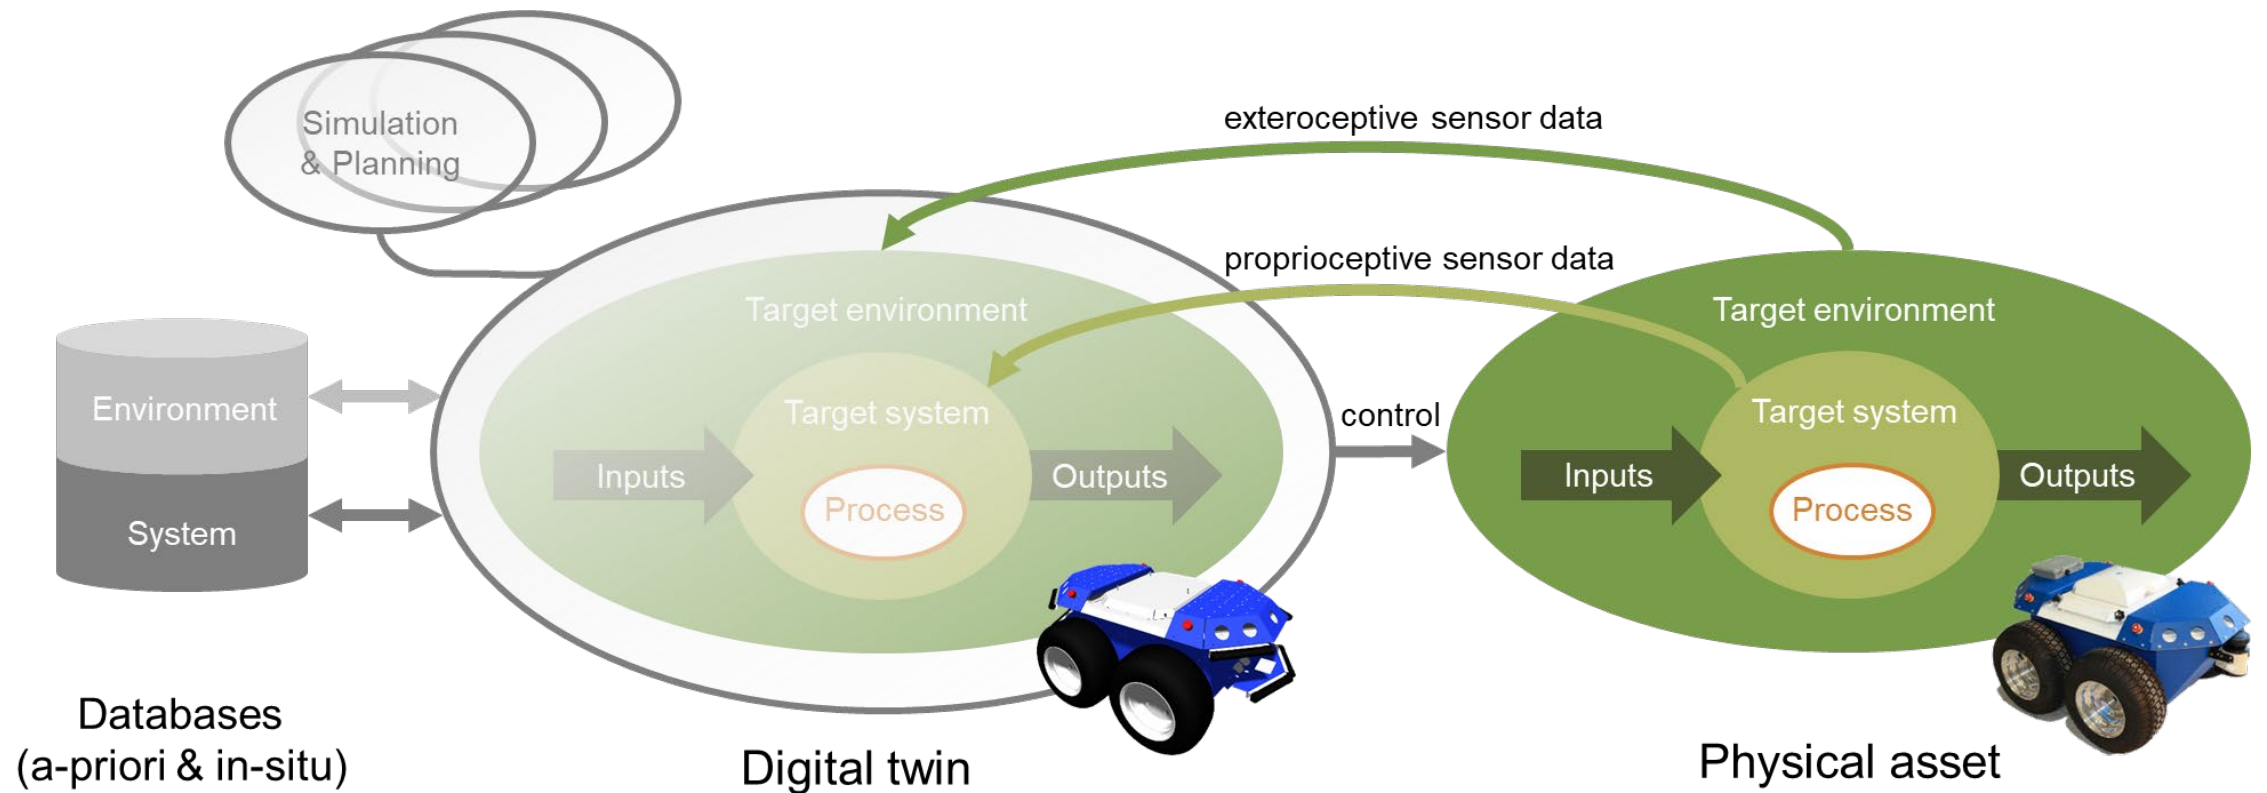 Simulation
& Planning
exteroceptive sensor data
proprioceptive sensor data
Target environment
Target environment
Environment
Target system
control
Target system
Inputs
Outputs
Inputs
Outputs
System
Process
Process
Databases
(a-priori & in-situ)
Digital twin
Physical asset